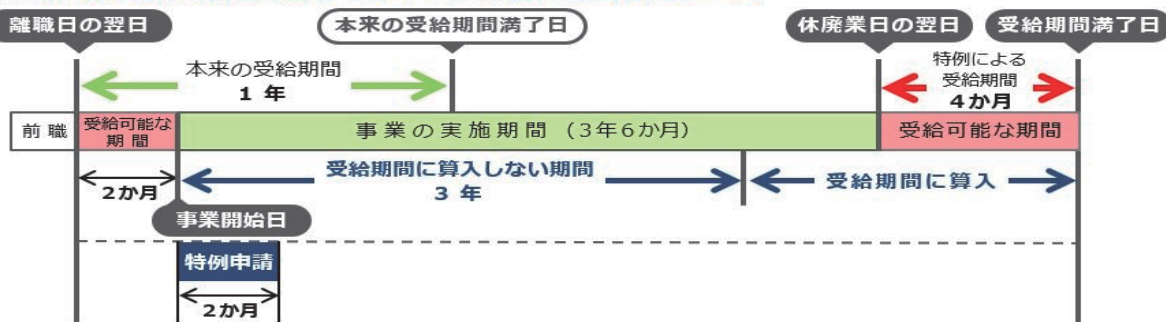 離職日の翌日
本来の受給期間満了日
休廃業日の翌日
受給期間満了日
本来の受給期間
1 年
特例による
受給期間
4か月
前職
受給可能な
期間
事業の実施期間（3年6か月）
受給可能な期間
2か月
受給期間に算入しない期間
3 年
受給期間に算入
事業開始日
特例申請
2か月